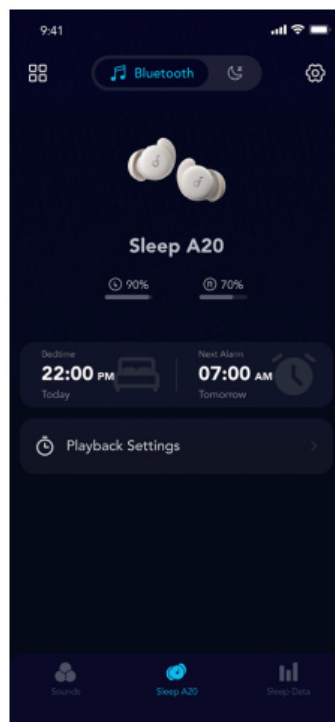 9:41
Bluetooth
Sleep A20
L 90% R 70%
Bedtime Next Alarm
22:00 PM 07:00 AM
Today Tomorrow
Playback Settings
Sounds Sleep A20 Sleep Data